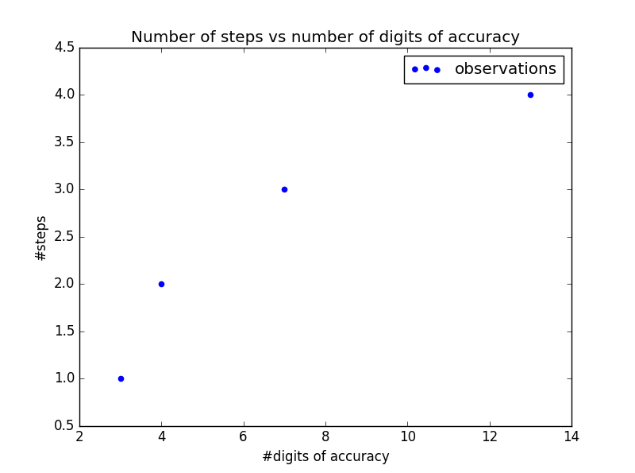 Number of steps vs number of digits of accuracy
observations
#steps
4.5
4.0
3.5
3.0
2.5
2.0
1.5
1.0
0.5
2 4 6 8 10 12 14
#digits of accuracy